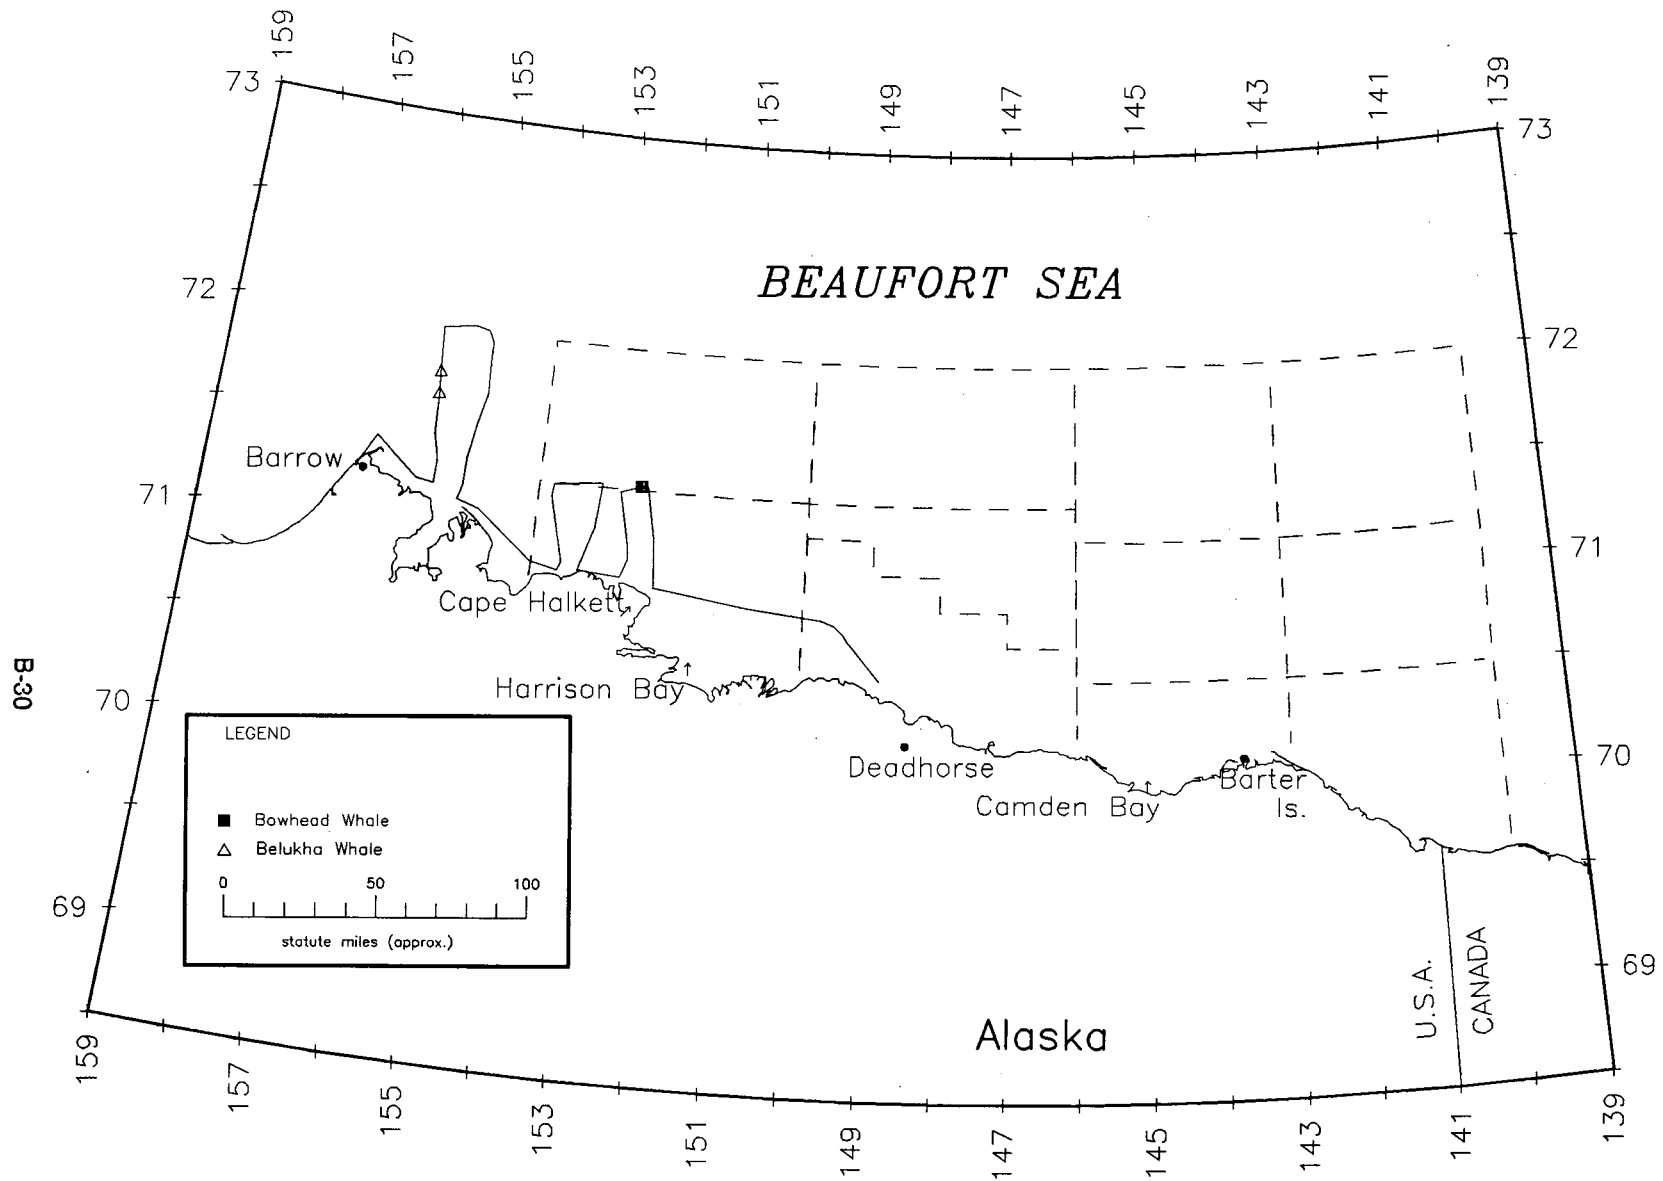 159
157
155
153
151
149
147
145
143
141
139
73
73
BEAUFORT SEA
72
72
Barrow
71
71
Cape Halkett
Harrison Bay
70
70
Deadhorse
Camden Bay
Barter
Is.
B-30
LEGEND
Bowhead Whale
Belukha Whale
0 50 100
statute miles (approx.)
69
69
U.S.A.
CANADA
Alaska
159
157
155
153
151
149
147
145
143
141
139